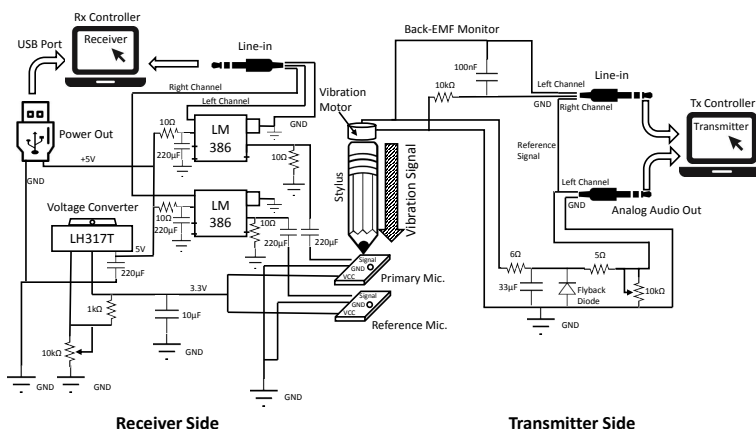 Rx Controller
USB Port
Receiver
Line-in
Right Channel
Left Channel
GND
Power Out
10Ω
220µF
LM
386
10Ω
+5V
GND
10Ω
220µF
LM
386
10Ω
220µF
220µF
Voltage Converter
LH317T
5V
220µF
3.3V
1kΩ
10µF
10kΩ
GND
GND
GND
GND
Signal
GND
VCC
Primary Mic.
Signal
GND
VCC
Reference Mic.
Receiver Side
Back-EMF Monitor
100nF
10kΩ
Left Channel
GND
Right Channel
Line-in
Vibration
Motor
Stylus
Vibration Signal
Tx Controller
Transmitter
Reference
Signal
Left Channel
GND
Analog Audio Out
6Ω
33µF
Flyback
Diode
5Ω
10kΩ
GND
Transmitter Side